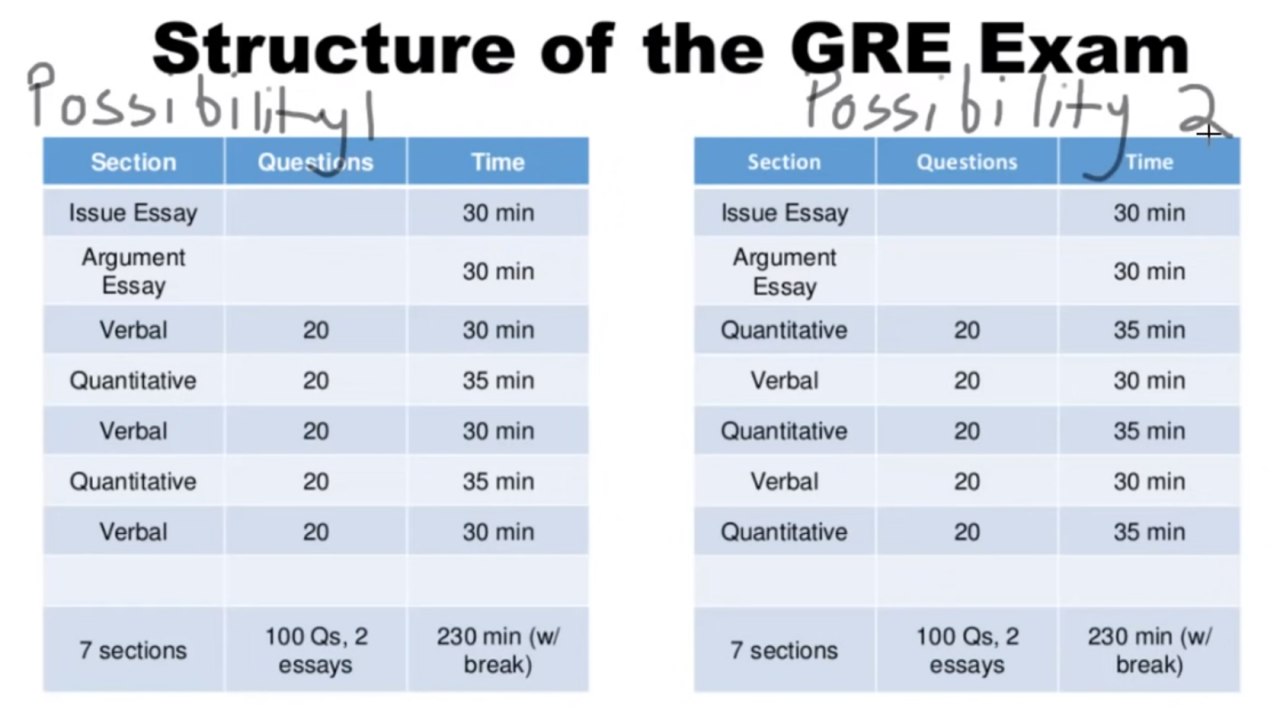 Structure of the GRE Exam
Possibility 1
Possibility 2
Section Questions Time
Issue Essay 30 min
Argument Essay 30 min
Verbal 20 30 min
Quantitative 20 35 min
Verbal 20 30 min
Quantitative 20 35 min
Verbal 20 30 min
7 sections 100 Qs, 2 essays 230 min (w/ break)
Section Questions Time
Issue Essay 30 min
Argument Essay 30 min
Quantitative 20 35 min
Verbal 20 30 min
Quantitative 20 35 min
Verbal 20 30 min
Quantitative 20 35 min
7 sections 100 Qs, 2 essays 230 min (w/ break)